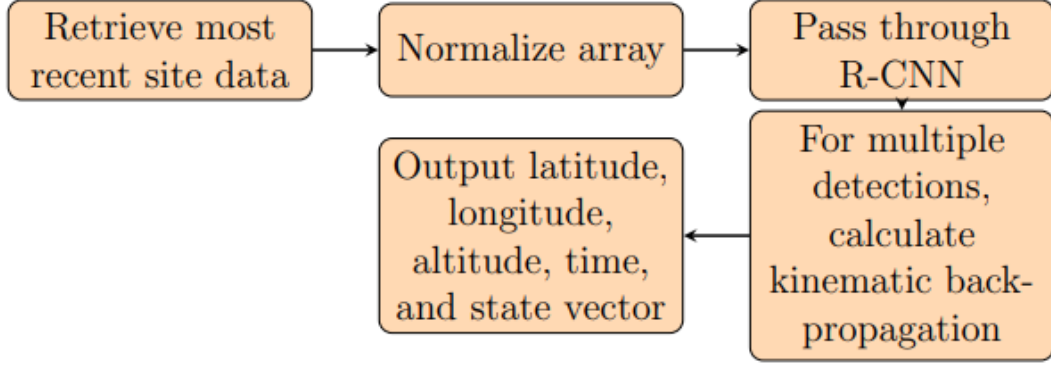 Retrieve most
recent site data
Normalize array
Pass through
R-CNN
For multiple
detections,
calculate
kinematic back-
propagation
Output latitude,
longitude,
altitude, time,
and state vector